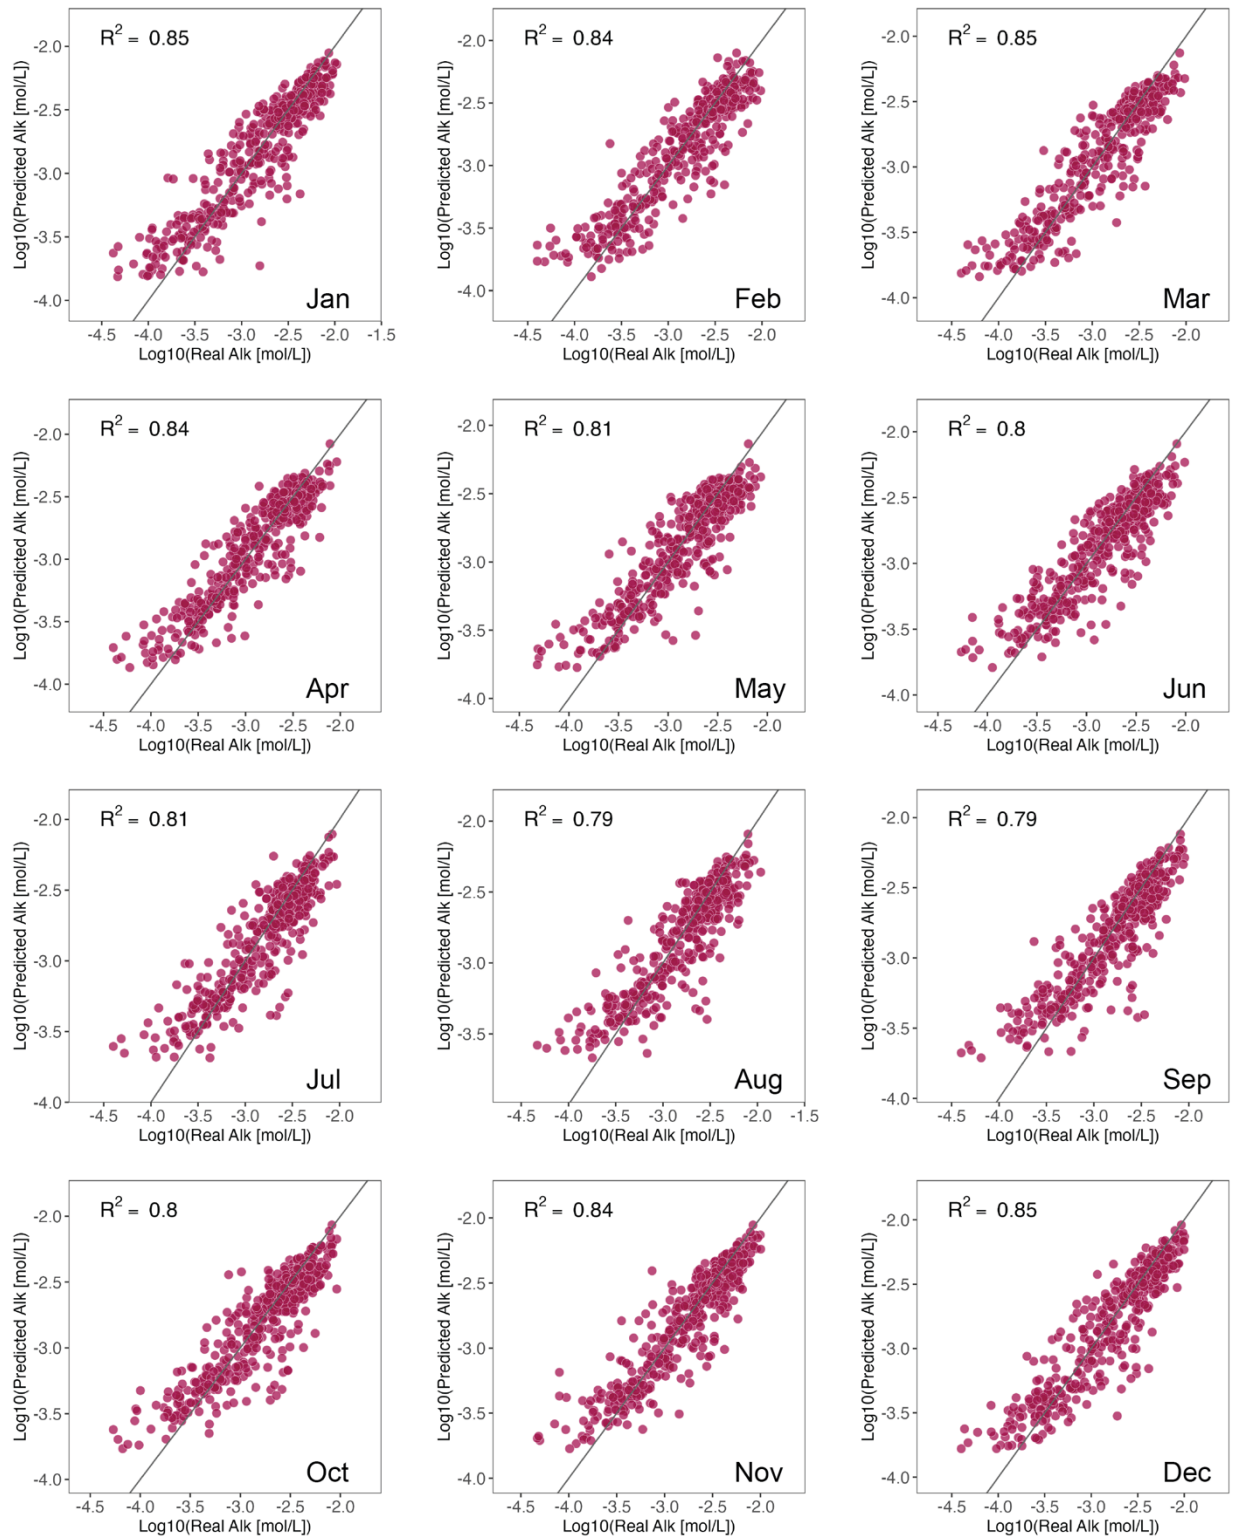 R² = 0.85
-2.0
-2.5
-3.0
-3.5
-4.0
Log10(Predicted Alk [mol/L])
Jan
-4.5 -4.0 -3.5 -3.0 -2.5 -2.0 -1.5
Log10(Real Alk [mol/L])
R² = 0.84
-2.0
-2.5
-3.0
-3.5
-4.0
Log10(Predicted Alk [mol/L])
Feb
-4.5 -4.0 -3.5 -3.0 -2.5 -2.0
Log10(Real Alk [mol/L])
R² = 0.85
-2.0
-2.5
-3.0
-3.5
-4.0
Log10(Predicted Alk [mol/L])
Mar
-4.5 -4.0 -3.5 -3.0 -2.5 -2.0
Log10(Real Alk [mol/L])
R² = 0.84
-2.0
-2.5
-3.0
-3.5
-4.0
Log10(Predicted Alk [mol/L])
Apr
-4.5 -4.0 -3.5 -3.0 -2.5 -2.0
Log10(Real Alk [mol/L])
R² = 0.81
-2.0
-2.5
-3.0
-3.5
-4.0
Log10(Predicted Alk [mol/L])
May
-4.5 -4.0 -3.5 -3.0 -2.5 -2.0
Log10(Real Alk [mol/L])
R² = 0.8
-2.0
-2.5
-3.0
-3.5
-4.0
Log10(Predicted Alk [mol/L])
Jun
-4.5 -4.0 -3.5 -3.0 -2.5 -2.0
Log10(Real Alk [mol/L])
R² = 0.81
-2.0
-2.5
-3.0
-3.5
-4.0
Log10(Predicted Alk [mol/L])
Jul
-4.5 -4.0 -3.5 -3.0 -2.5 -2.0
Log10(Real Alk [mol/L])
R² = 0.79
-2.0
-2.5
-3.0
-3.5
Log10(Predicted Alk [mol/L])
Aug
-4.5 -4.0 -3.5 -3.0 -2.5 -2.0 -1.5
Log10(Real Alk [mol/L])
R² = 0.79
-2.0
-2.5
-3.0
-3.5
-4.0
Log10(Predicted Alk [mol/L])
Sep
-4.5 -4.0 -3.5 -3.0 -2.5 -2.0
Log10(Real Alk [mol/L])
R² = 0.8
-2.0
-2.5
-3.0
-3.5
-4.0
Log10(Predicted Alk [mol/L])
Oct
-4.5 -4.0 -3.5 -3.0 -2.5 -2.0
Log10(Real Alk [mol/L])
R² = 0.84
-2.0
-2.5
-3.0
-3.5
-4.0
Log10(Predicted Alk [mol/L])
Nov
-4.5 -4.0 -3.5 -3.0 -2.5 -2.0
Log10(Real Alk [mol/L])
R² = 0.85
-2.0
-2.5
-3.0
-3.5
-4.0
Log10(Predicted Alk [mol/L])
Dec
-4.5 -4.0 -3.5 -3.0 -2.5 -2.0
Log10(Real Alk [mol/L])